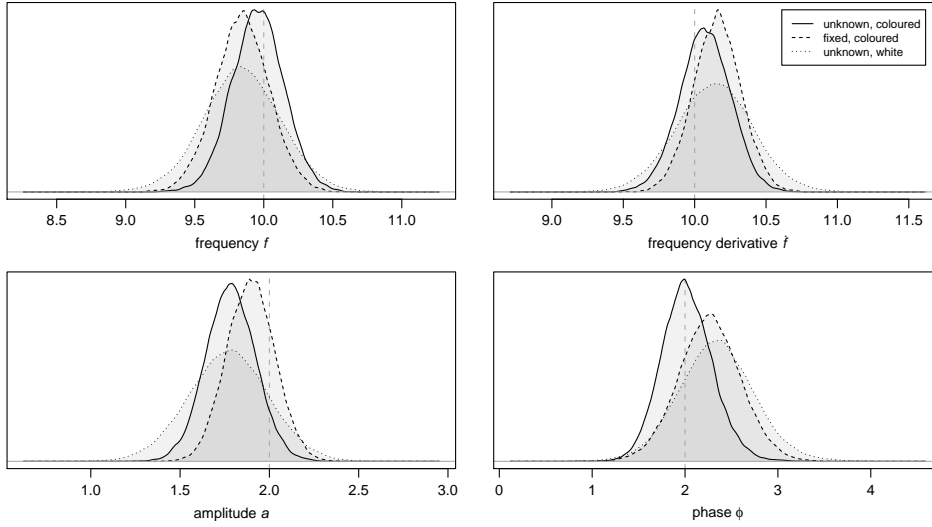 unknown, coloured
fixed, coloured
unknown, white
8.5 9.0 9.5 10.0 10.5 11.0
frequency f
9.0 9.5 10.0 10.5 11.0 11.5
frequency derivative ḟ
1.0 1.5 2.0 2.5 3.0
amplitude a
0 1 2 3 4
phase ϕ